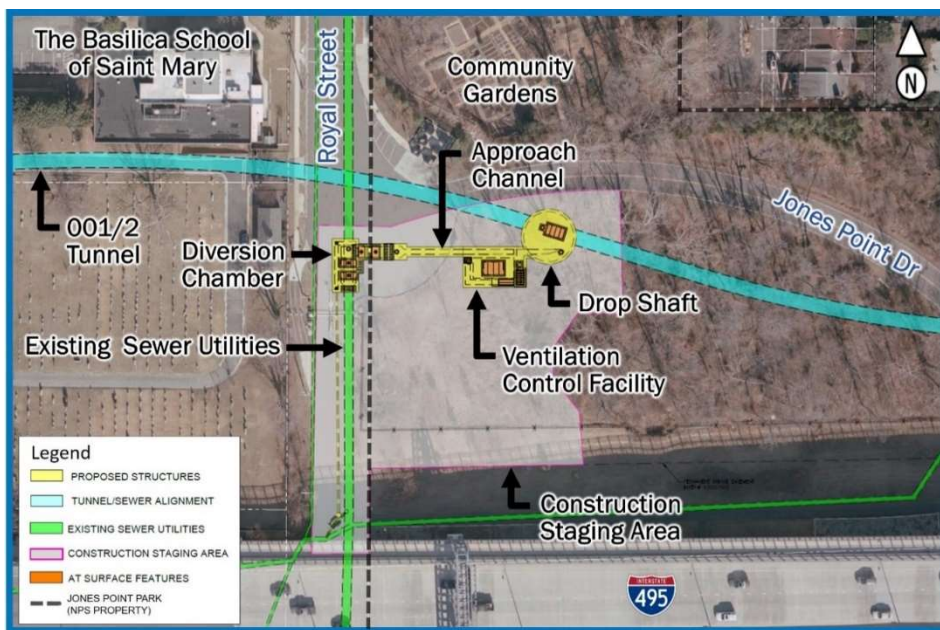 The Basilica School
of Saint Mary
Royal Street
Community
Gardens
N
Approach
Channel
Jones Point Dr
001/2
Tunnel
Diversion
Chamber
Drop Shaft
Existing Sewer Utilities
Ventilation
Control Facility
Construction
Staging Area
Legend
PROPOSED STRUCTURES
TUNNEL/SEWER ALIGNMENT
EXISTING SEWER UTILITIES
CONSTRUCTION STAGING AREA
AT SURFACE FEATURES
JONES POINT PARK
(NPS PROPERTY)
INTERSTATE
495